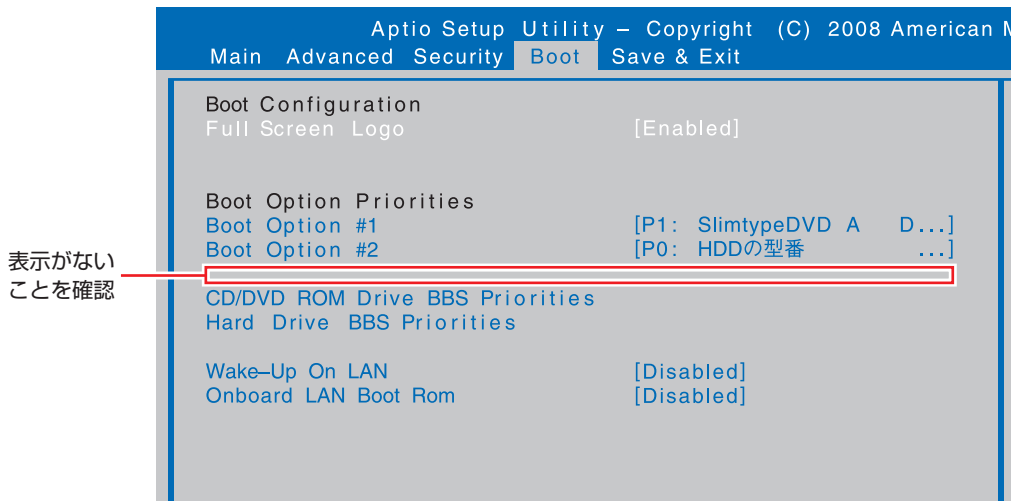 Aptio Setup Utility – Copyright (C) 2008 American
Main Advanced Security Boot Save & Exit
Boot Configuration
Full Screen Logo [Enabled]
Boot Option Priorities
Boot Option #1 [P1: SlimtypeDVD A D...]
Boot Option #2 [P0: HDDの型番 ...]
表示がない
ことを確認
CD/DVD ROM Drive BBS Priorities
Hard Drive BBS Priorities
Wake–Up On LAN [Disabled]
Onboard LAN Boot Rom [Disabled]